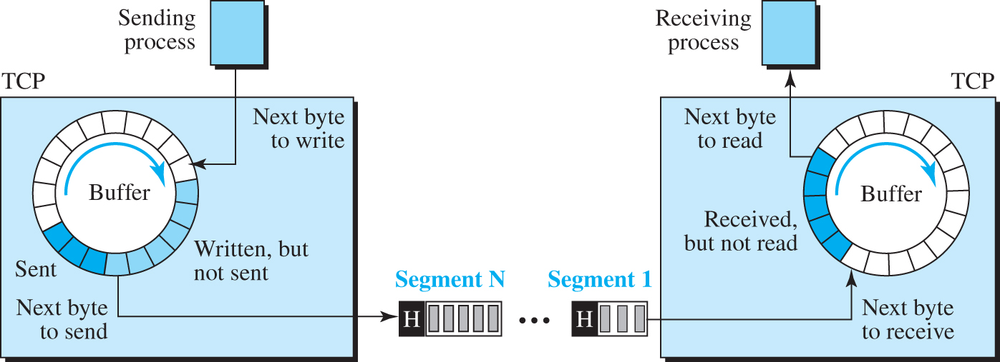 Sending
process
Receiving
process
TCP
TCP
Next byte
to write
Next byte
to read
Buffer
Buffer
Received,
but not read
Written, but
not sent
Sent
Segment N
Segment 1
Next byte
to send
H
...
H
Next byte
to receive